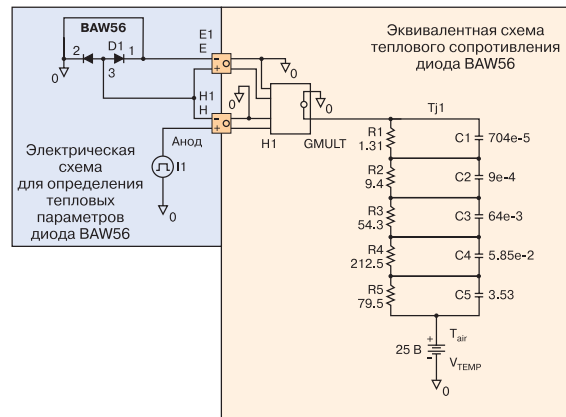 BAW56
D1
2
1
3
0
E1
E
0
H1
H
0
0
Анод
H1
GMULT
I1
0
Электрическая
схема
для определения
тепловых
параметров
диода BAW56
Эквивалентная схема
теплового сопротивления
диода BAW56
Tj1
R1
1.31
C1
704e-5
R2
9.4
C2
9e-4
R3
54.3
C3
64e-3
R4
212.5
C4
5.85e-2
R5
79.5
C5
3.53
+
-
25 В
Tair
VTEMP
0